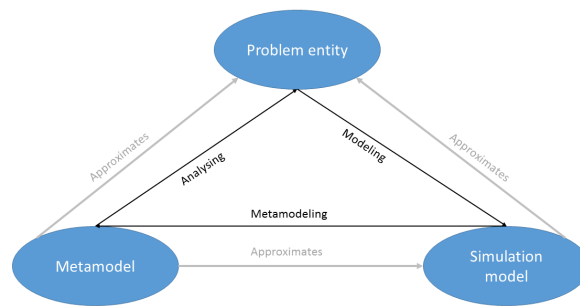 Problem entity
Approximates
Approximates
Analysing
Modeling
Metamodeling
Metamodel
Approximates
Simulation
model